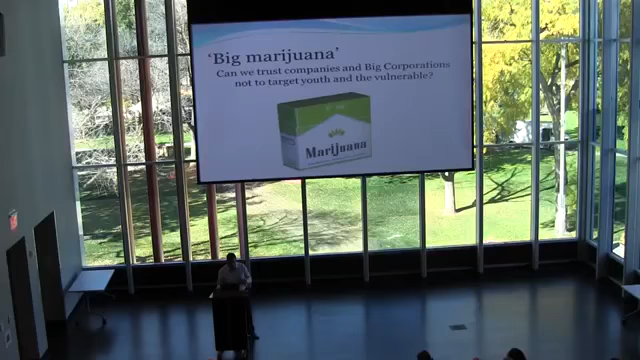 'Big marijuana'
Can we trust companies and Big Corporations
not to target youth and the vulnerable?
Marijuana